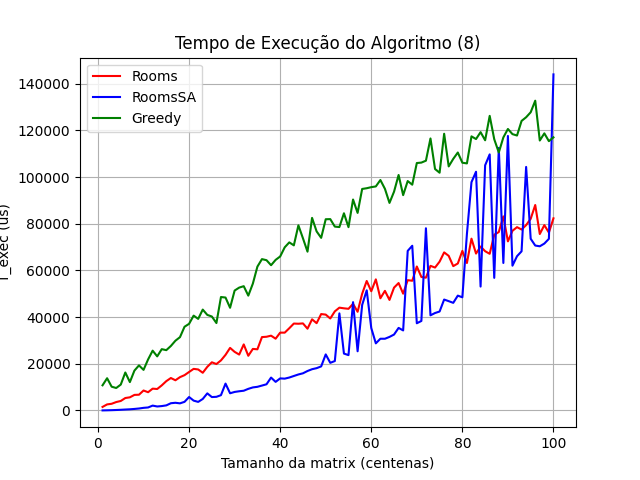 Tempo de Execução do Algoritmo (8)
Rooms
RoomsSA
Greedy
140000
120000
100000
80000
60000
40000
20000
0
T_exec (us)
0 20 40 60 80 100
Tamanho da matrix (centenas)